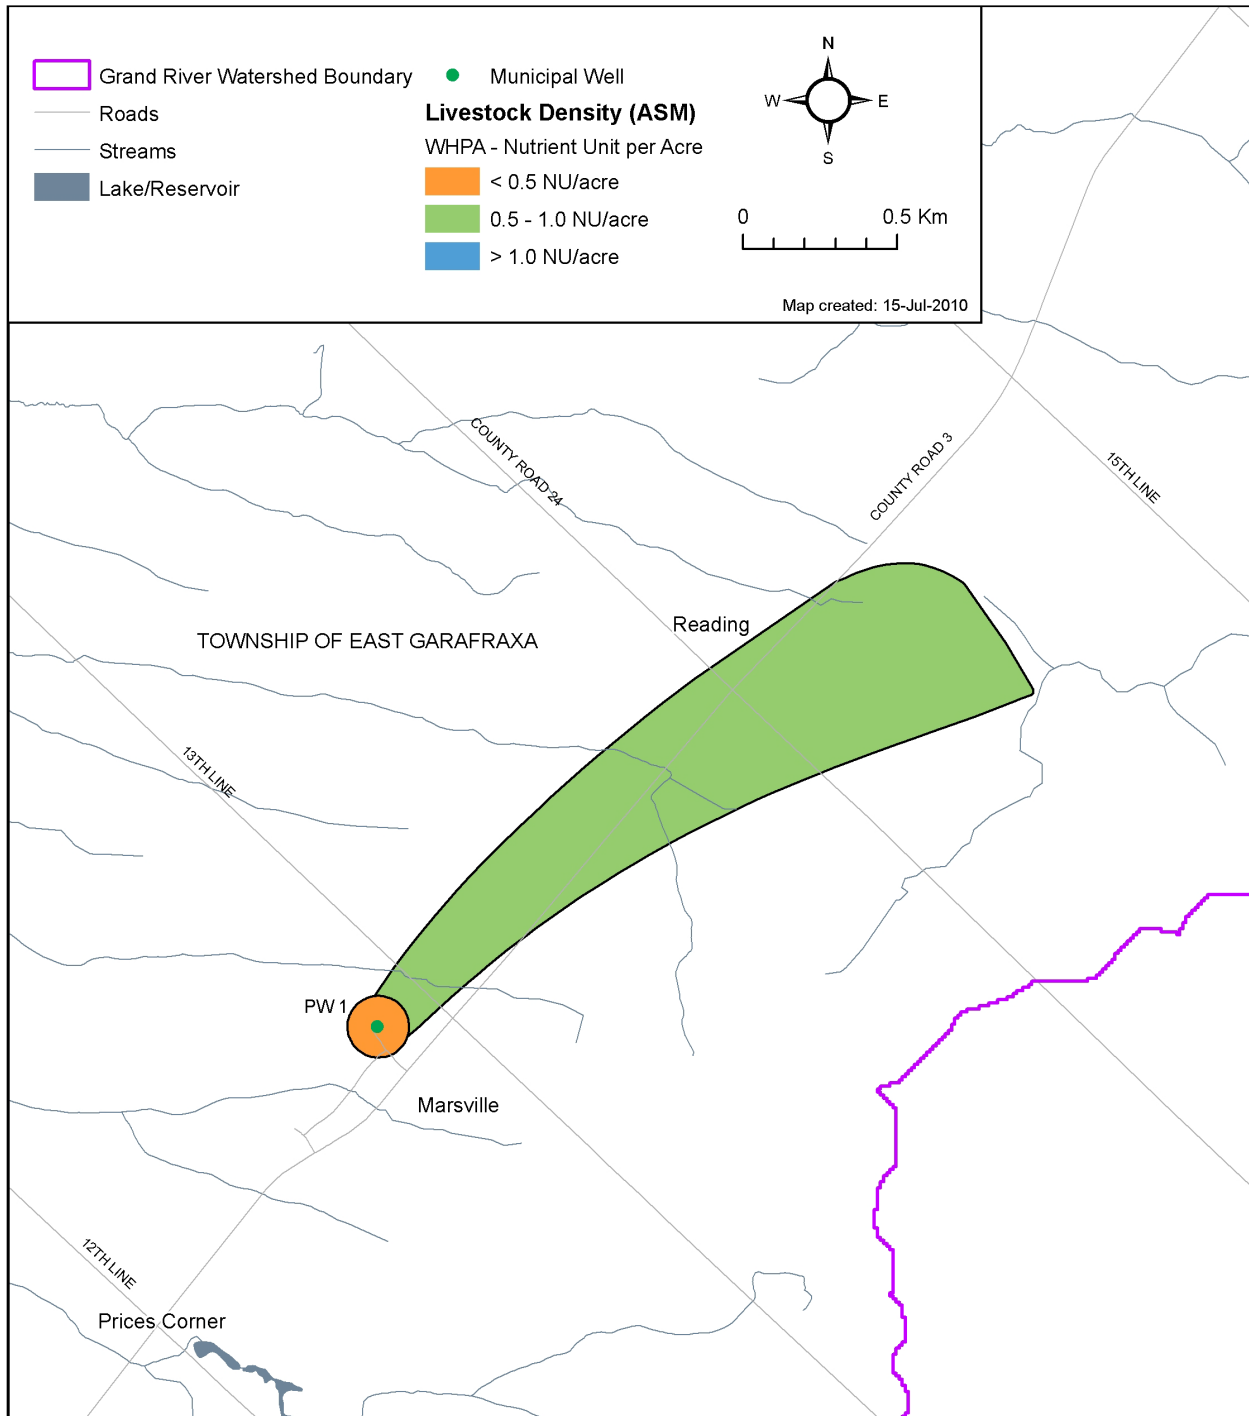 Grand River Watershed Boundary
Roads
Streams
Lake/Reservoir
Municipal Well
Livestock Density (ASM)
WHPA - Nutrient Unit per Acre
< 0.5 NU/acre
0.5 - 1.0 NU/acre
> 1.0 NU/acre
N
W E
S
0 0.5 Km
Map created: 15-Jul-2010
COUNTY ROAD 24
COUNTY ROAD 3
15TH LINE
Reading
TOWNSHIP OF EAST GARAFRAXA
13TH LINE
PW 1
Marsville
12TH LINE
Prices Corner